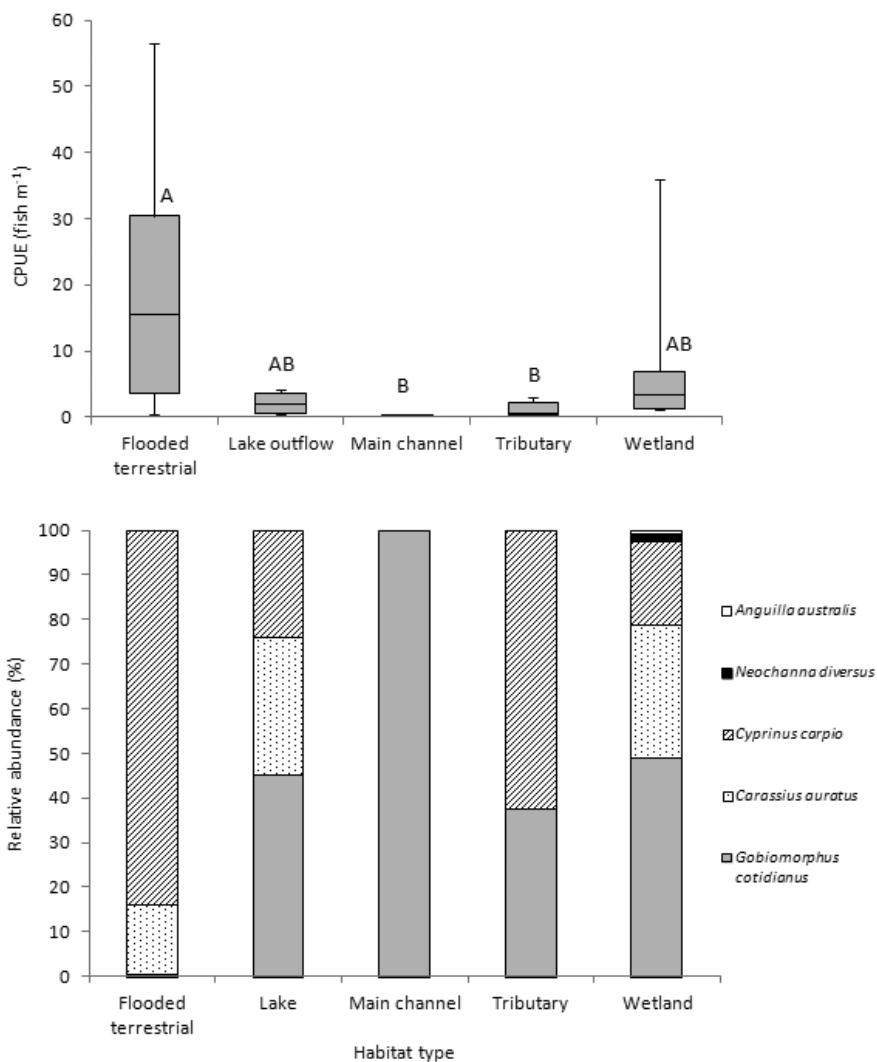 60
50
40
30
20
10
0
CPUE (fish m⁻¹)
A
AB
B
B
AB
Flooded
terrestrial
Lake outflow
Main channel
Tributary
Wetland
100
90
80
70
60
50
40
30
20
10
0
Relative abundance (%)
Flooded
terrestrial
Lake
Main channel
Tributary
Wetland
Habitat type
Anguilla australis
Neochanna diversus
Cyprinus carpio
Carassius auratus
Gobiomorphus
cotidianus